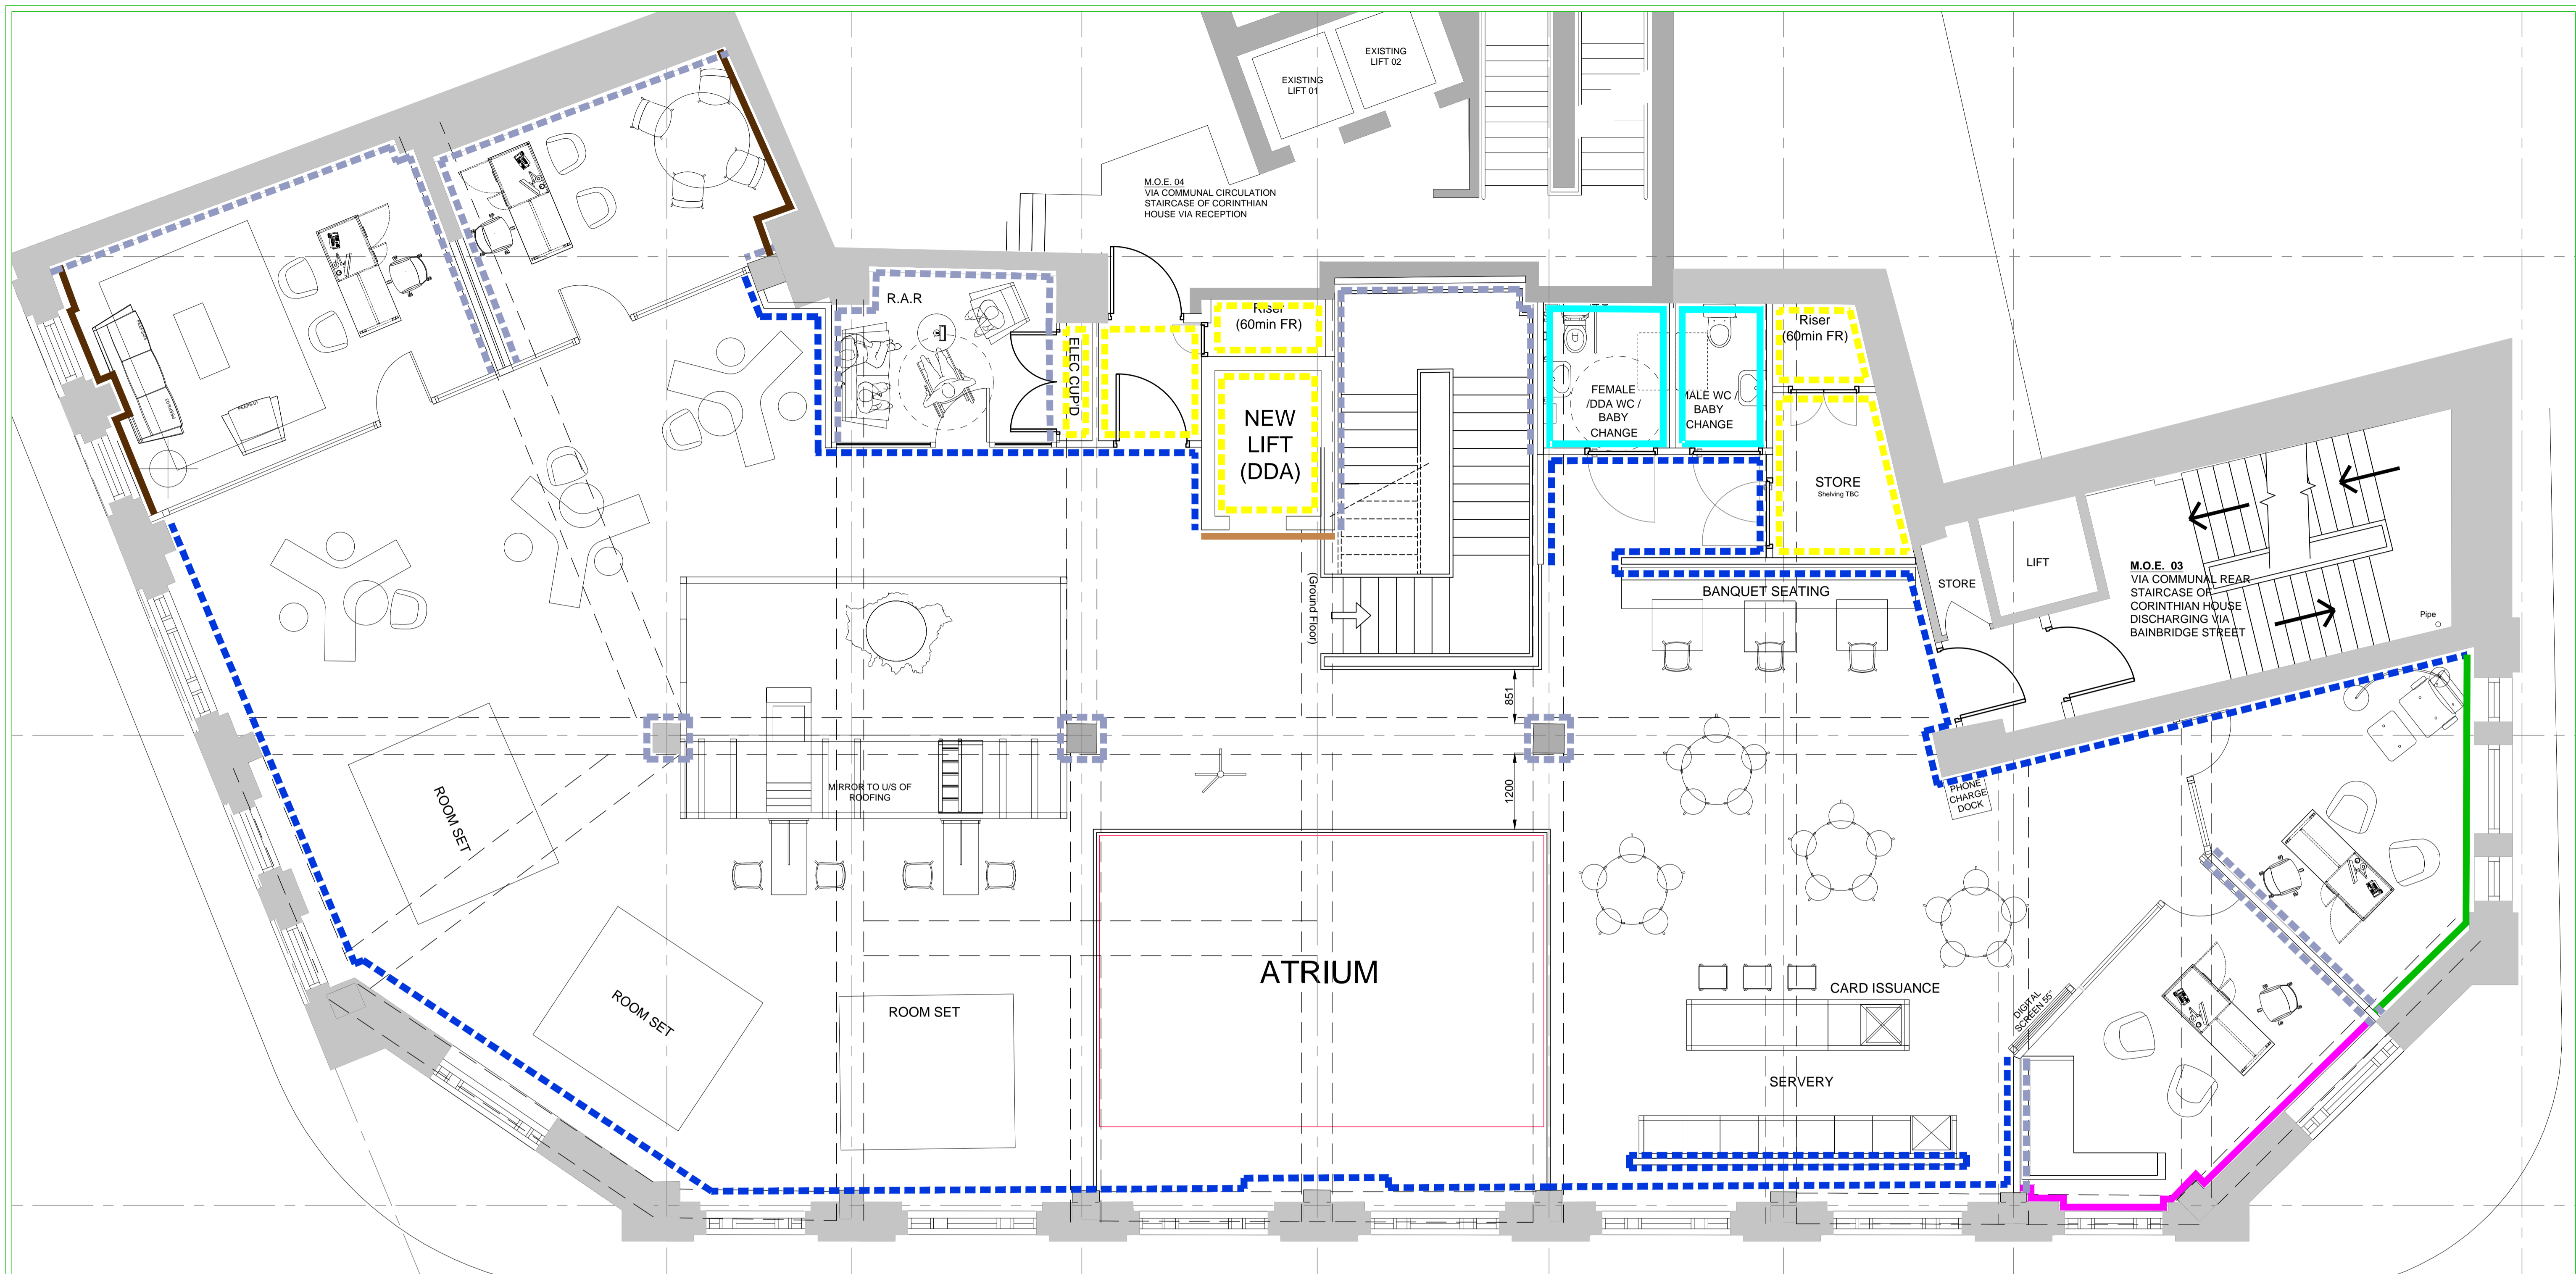 EXISTING
LIFT 02
EXISTING
LIFT 01
M.O.E. 04
VIA COMMUNAL CIRCULATION
STAIRCASE OF CORINTHIAN
HOUSE VIA RECEPTION
R.A.R
ELEC CUP'D
Riser
(60min FR)
NEW
LIFT
(DDA)
(Ground Floor)
FEMALE
/DDA WC /
BABY
CHANGE
MALE WC /
BABY
CHANGE
Riser
(60min FR)
STORE
Shelving TBC
BANQUET SEATING
STORE
LIFT
M.O.E. 03
VIA COMMUNAL REAR
STAIRCASE OF
CORINTHIAN HOUSE
DISCHARGING VIA
BAINBRIDGE STREET
Pipe
851
1200
MIRROR TO U/S OF
ROOFING
PHONE
CHARGE
DOCK
ROOM SET
ROOM SET
ROOM SET
ATRIUM
CARD ISSUANCE
SERVERY
DIGITAL
SCREEN 55"